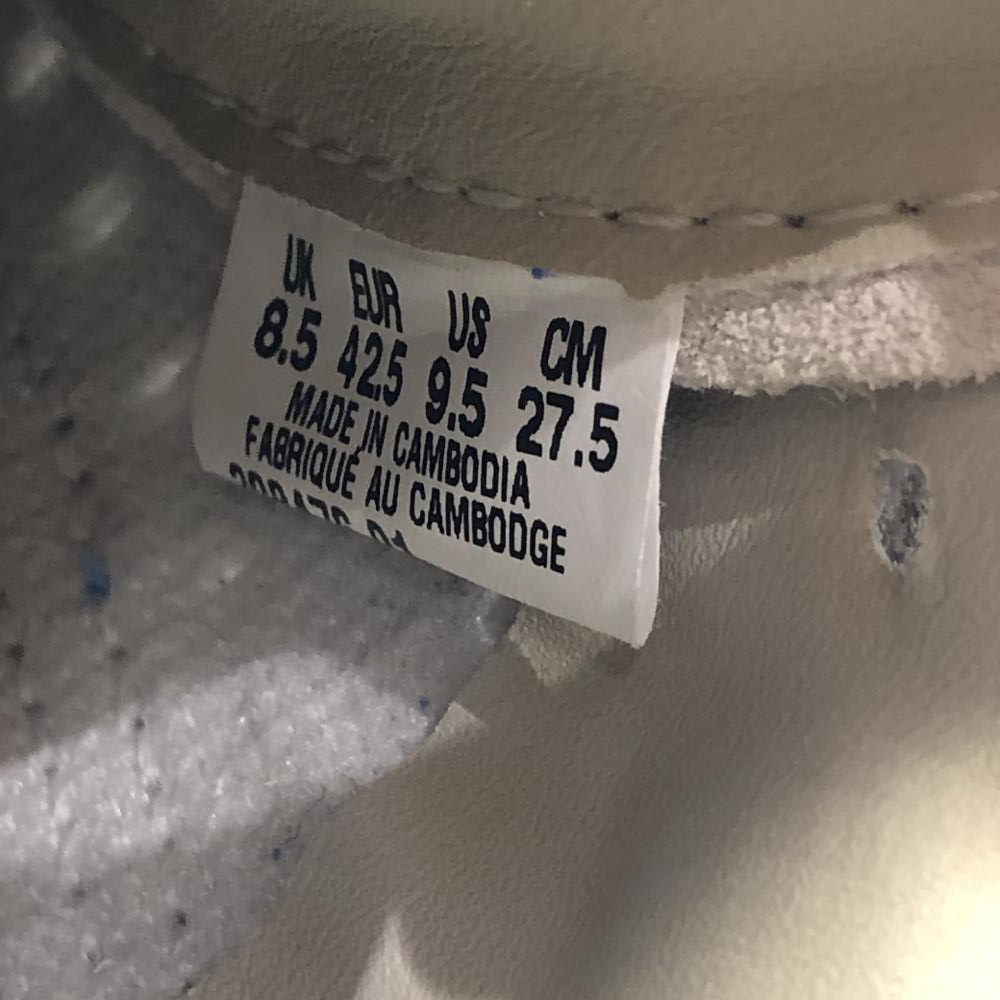 UK EUR US CM
8.5 42.5 9.5 27.5
MADE IN CAMBODIA
FABRIQUÉ AU CAMBODGE